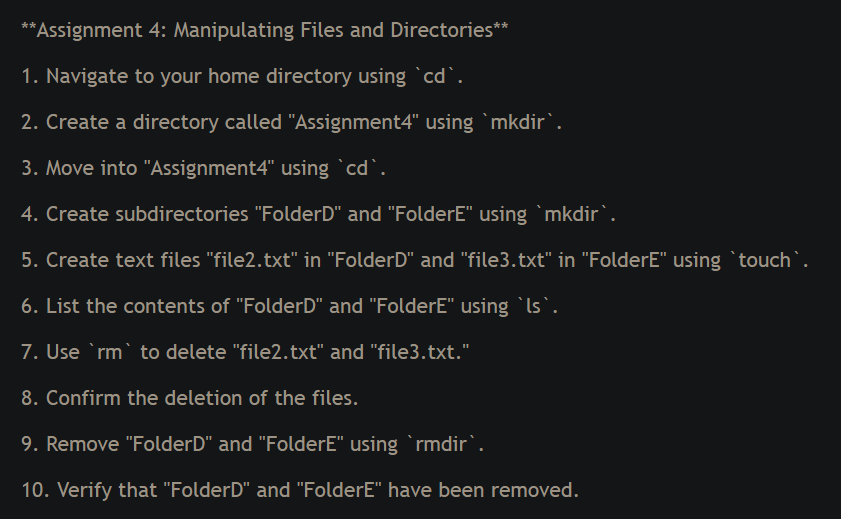 **Assignment 4: Manipulating Files and Directories**
1. Navigate to your home directory using `cd`.
2. Create a directory called "Assignment4" using `mkdir`.
3. Move into "Assignment4" using `cd`.
4. Create subdirectories "FolderD" and "FolderE" using `mkdir`.
5. Create text files "file2.txt" in "FolderD" and "file3.txt" in "FolderE" using `touch`.
6. List the contents of "FolderD" and "FolderE" using `ls`.
7. Use `rm` to delete "file2.txt" and "file3.txt."
8. Confirm the deletion of the files.
9. Remove "FolderD" and "FolderE" using `rmdir`.
10. Verify that "FolderD" and "FolderE" have been removed.